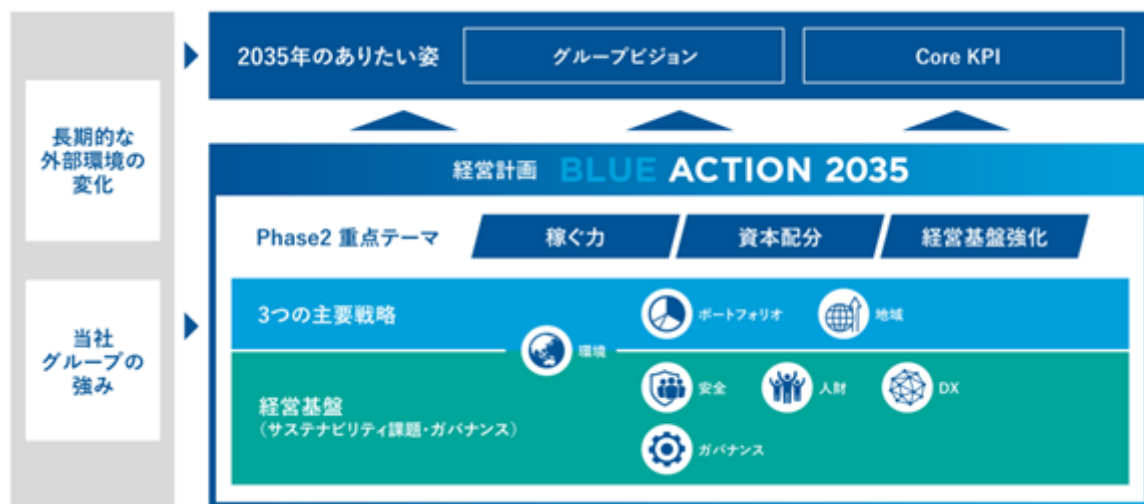 長期的な
外部環境の
変化
当社
グループの
強み
2035年のありたい姿
グループビジョン
Core KPI
経営計画 BLUE ACTION 2035
Phase2 重点テーマ
稼ぐ力
資本配分
経営基盤強化
3つの主要戦略
ポートフォリオ
地域
環境
経営基盤
（サステナビリティ課題・ガバナンス）
安全
人財
DX
ガバナンス